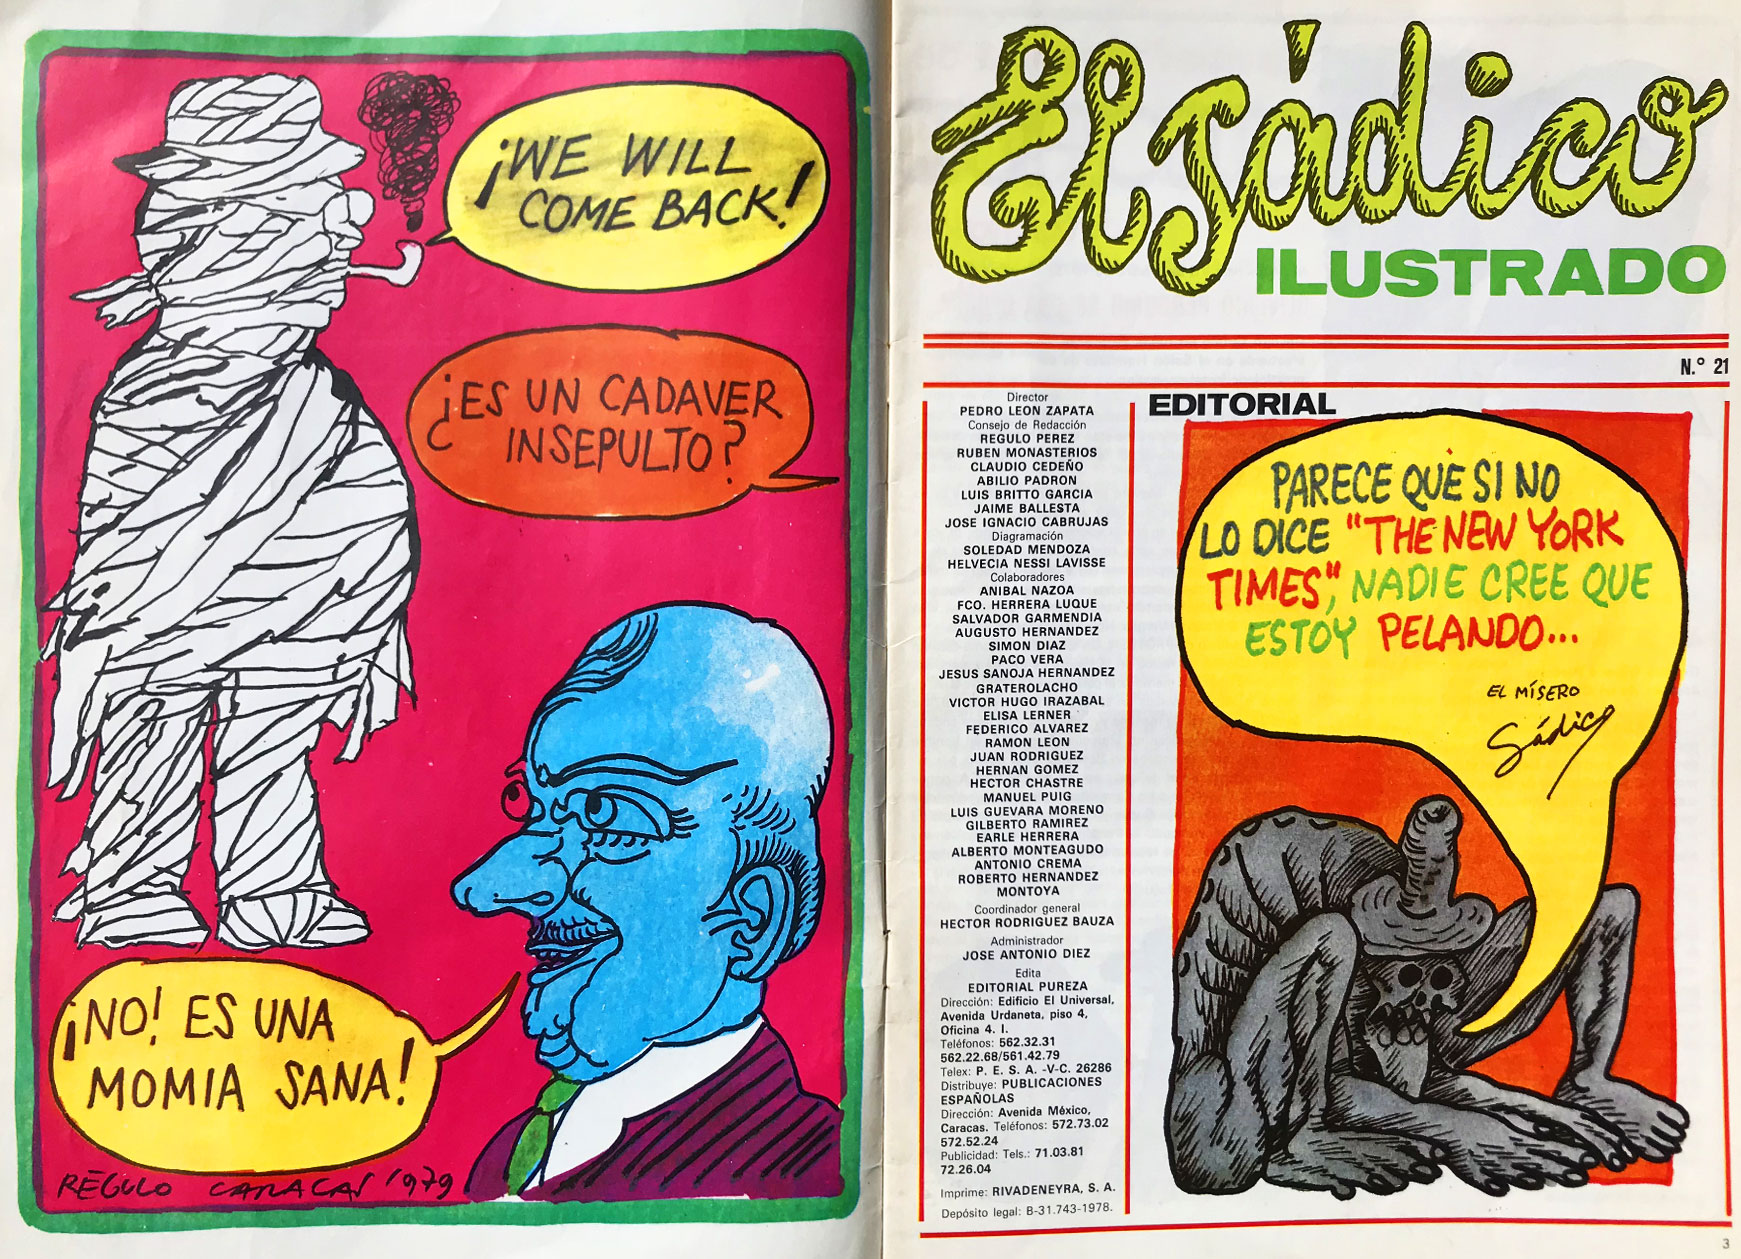 ¡WE WILL
COME BACK!
¿ES UN CADAVER
INSEPULTO?
¡NO! ES UNA
MOMIA SANA!
RÉGULO CARACAS 1979
El Sádico
ILUSTRADO
N.° 21
Director
PEDRO LEON ZAPATA
Consejo de Redacción
REGULO PEREZ
RUBEN MONASTERIOS
CLAUDIO CEDEÑO
ABILIO PADRON
LUIS BRITTO GARCIA
JAIME BALLESTA
JOSE IGNACIO CABRUJAS
Diagramación
SOLEDAD MENDOZA
HELVECIA NESSI LAVISSE
Colaboradores
ANIBAL NAZOA
FCO. HERRERA LUQUE
SALVADOR GARMENDIA
AUGUSTO HERNANDEZ
SIMON DIAZ
PACO VERA
JESUS SANOJA HERNANDEZ
GRATEROLACHO
VICTOR HUGO IRAZABAL
ELISA LERNER
FEDERICO ALVAREZ
RAMON LEON
JUAN RODRIGUEZ
HERNAN GOMEZ
HECTOR CHASTRE
MANUEL PUIG
LUIS GUEVARA MORENO
GILBERTO RAMIREZ
EARLE HERRERA
ALBERTO MONTEAGUDO
ANTONIO CREMA
ROBERTO HERNANDEZ
MONTOYA
Coordinador general
HECTOR RODRIGUEZ BAUZA
Administrador
JOSE ANTONIO DIEZ
Edita
EDITORIAL PUREZA
Dirección: Edificio El Universal,
Avenida Urdaneta, piso 4,
Oficina 4. I.
Teléfonos: 562.32.31
562.22.68/561.42.79
Telex: P. E. S. A. -V-C. 26286
Distribuye: PUBLICACIONES
ESPAÑOLAS
Dirección: Avenida México,
Caracas. Teléfonos: 572.73.02
572.52.24
Publicidad: Tels.: 71.03.81
72.26.04
Imprime: RIVADENEYRA, S. A.
Depósito legal: B-31.743-1978.
EDITORIAL
PARECE QUE SI NO
LO DICE "THE NEW YORK
TIMES", NADIE CREE QUE
ESTOY PELANDO...
EL MÍSERO
Sádico
3